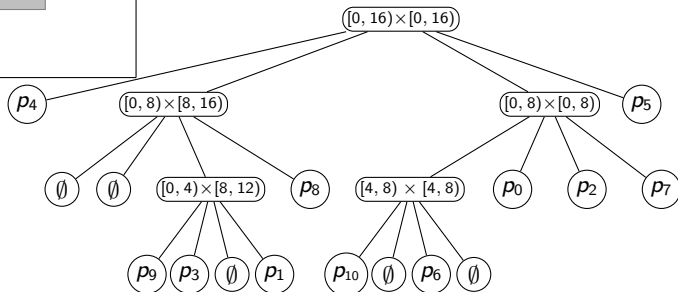 [0, 16)×[0, 16)
p4 [0, 8)×[8, 16) [0, 8)×[0, 8) p5
∅ ∅ [0, 4)×[8, 12) p8 [4, 8) × [4, 8) p0 p2 p7
p9 p3 ∅ p1 p10 ∅ p6 ∅